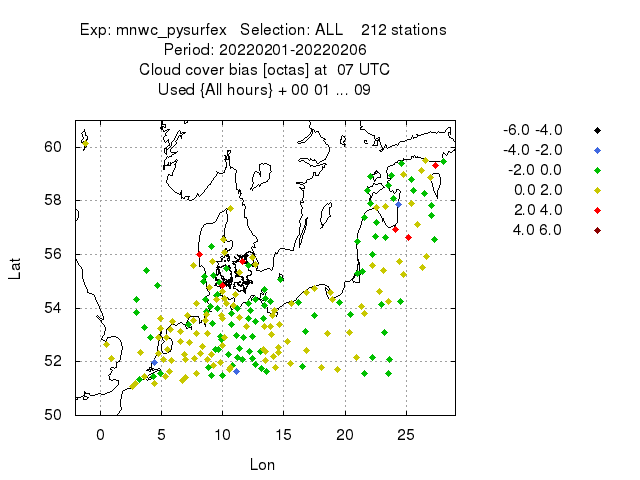 Exp: mnwc_pysurfex   Selection: ALL    212 stations
Period: 20220201-20220206
Cloud cover bias [octas] at  07 UTC
Used {All hours} + 00 01 ... 09
60
58
56
54
52
50
Lat
0 5 10 15 20 25
Lon
-6.0 -4.0
-4.0 -2.0
-2.0 0.0
0.0 2.0
2.0 4.0
4.0 6.0